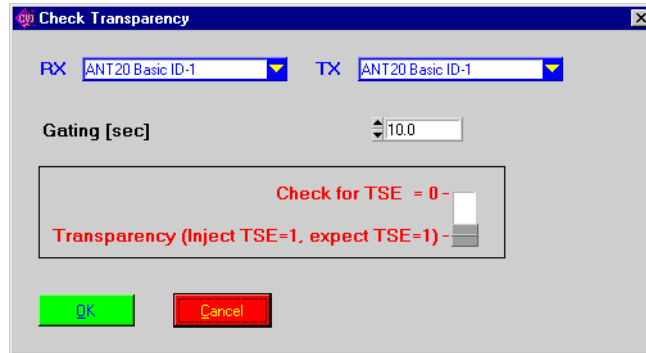 CVI Check Transparency
RX ANT20 Basic ID-1 TX ANT20 Basic ID-1
Gating [sec] 10.0
Check for TSE = 0
Transparency (Inject TSE=1, expect TSE=1)
OK Cancel